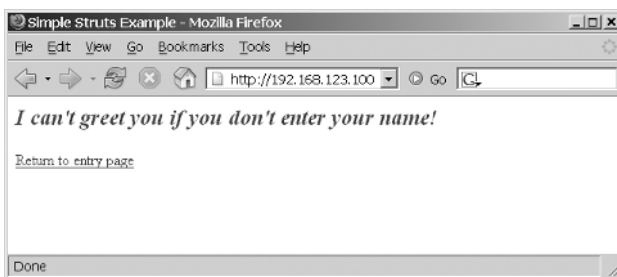 Simple Struts Example - Mozilla Firefox
File Edit View Go Bookmarks Tools Help
http://192.168.123.100 Go G
I can't greet you if you don't enter your name!
Return to entry page
Done